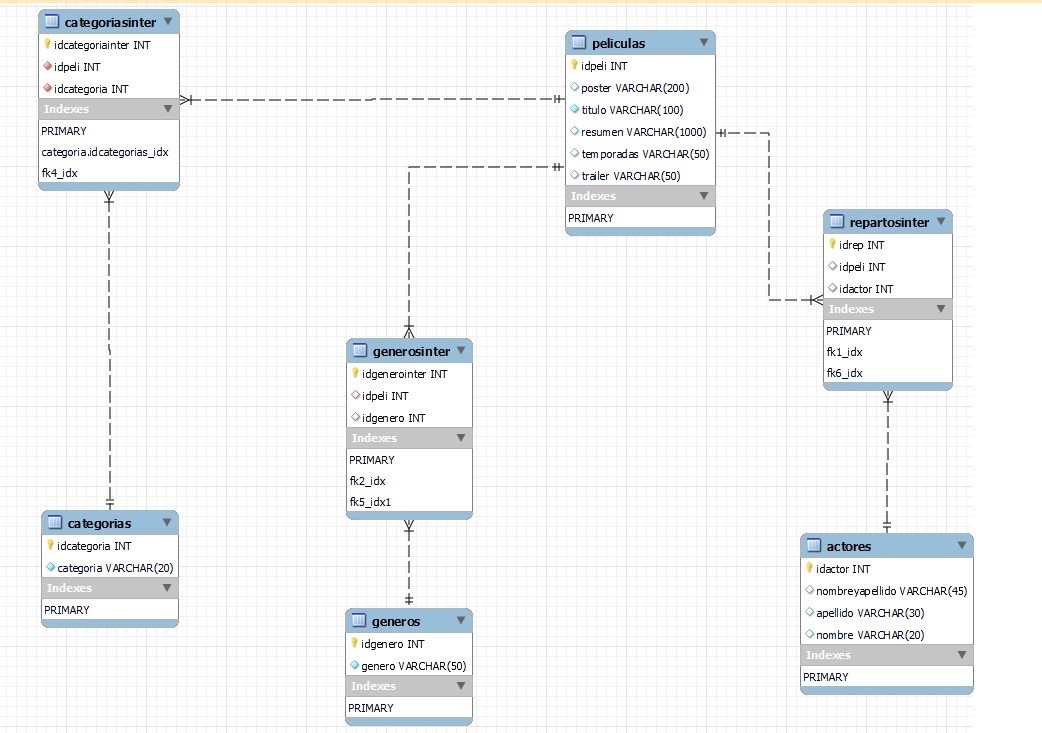 categoriasinter
idcategoriainter INT
idpeli INT
idcategoria INT
Indexes
PRIMARY
categoria.idcategorias_idx
fk4_idx
peliculas
idpeli INT
poster VARCHAR(200)
titulo VARCHAR(100)
resumen VARCHAR(1000)
temporadas VARCHAR(50)
trailer VARCHAR(50)
Indexes
PRIMARY
repartosinter
idrep INT
idpeli INT
idactor INT
Indexes
PRIMARY
fk1_idx
fk6_idx
generosinter
idgenerointer INT
idpeli INT
idgenero INT
Indexes
PRIMARY
fk2_idx
fk5_idx1
categorias
idcategoria INT
categoria VARCHAR(20)
Indexes
PRIMARY
generos
idgenero INT
genero VARCHAR(50)
Indexes
PRIMARY
actores
idactor INT
nombreyapellido VARCHAR(45)
apellido VARCHAR(30)
nombre VARCHAR(20)
Indexes
PRIMARY